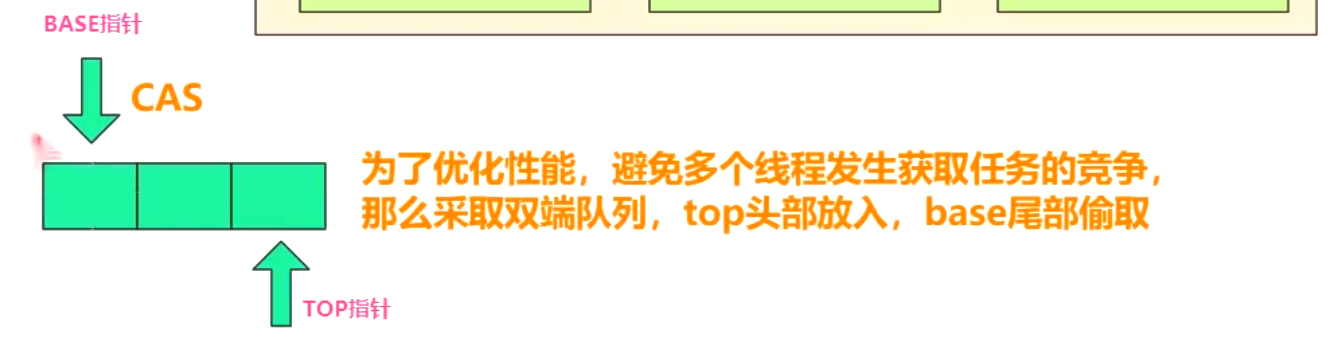 BASE指针
CAS
为了优化性能，避免多个线程发生获取任务的竞争，
那么采取双端队列，top头部放入，base尾部偷取
TOP指针